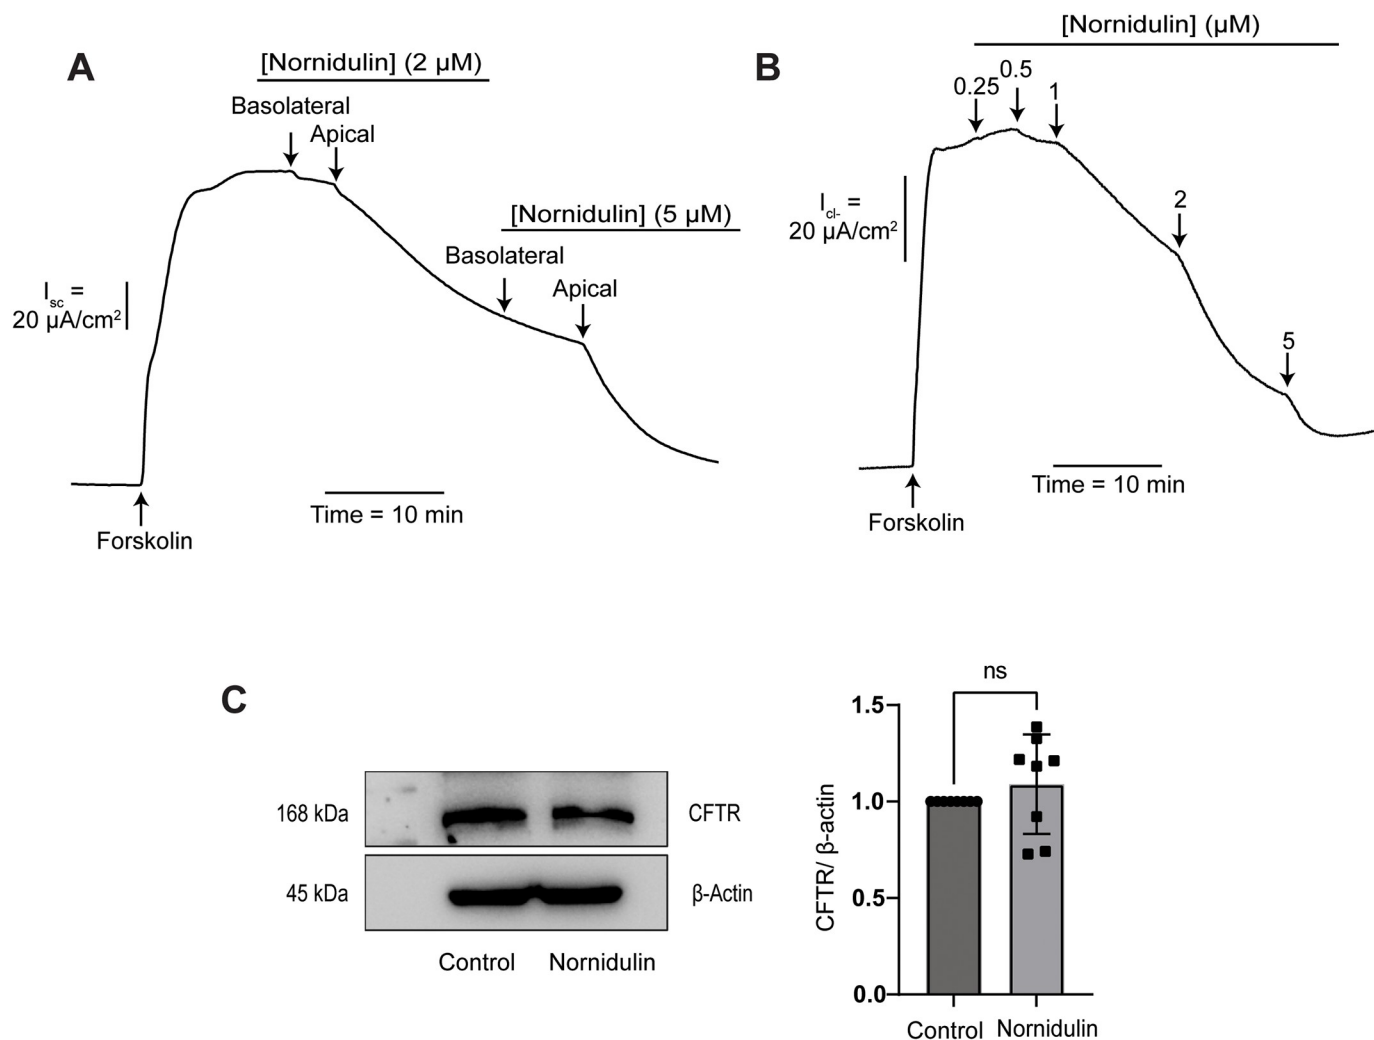 A
[Nornidulin] (2 µM)
Basolateral
Apical
[Nornidulin] (5 µM)
Basolateral
Apical
Isc =
20 µA/cm²
Time = 10 min
Forskolin
B
[Nornidulin] (µM)
0.25
0.5
1
2
5
Icl- =
20 µA/cm²
Time = 10 min
Forskolin
C
168 kDa
CFTR
45 kDa
β-Actin
Control
Nornidulin
ns
CFTR/ β-actin
1.5
1.0
0.5
0.0
Control
Nornidulin